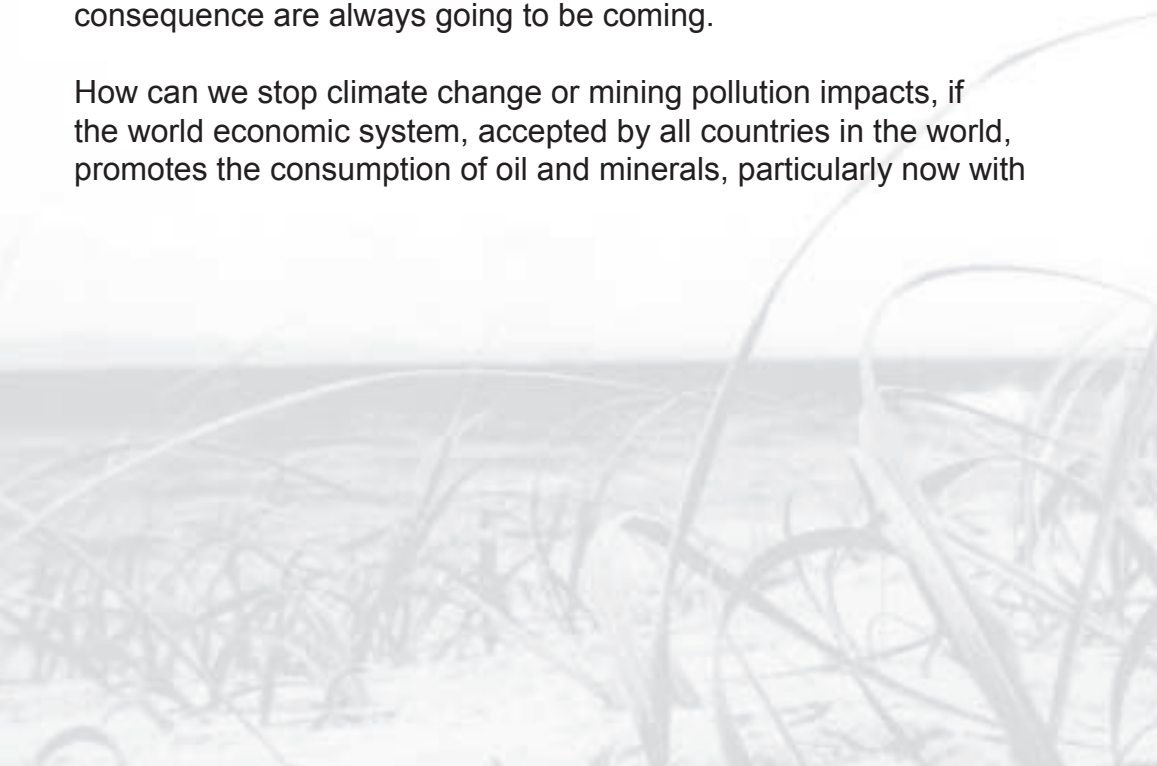 consequence are always going to be coming.
How can we stop climate change or mining pollution impacts, if
the world economic system, accepted by all countries in the world,
promotes the consumption of oil and minerals, particularly now with